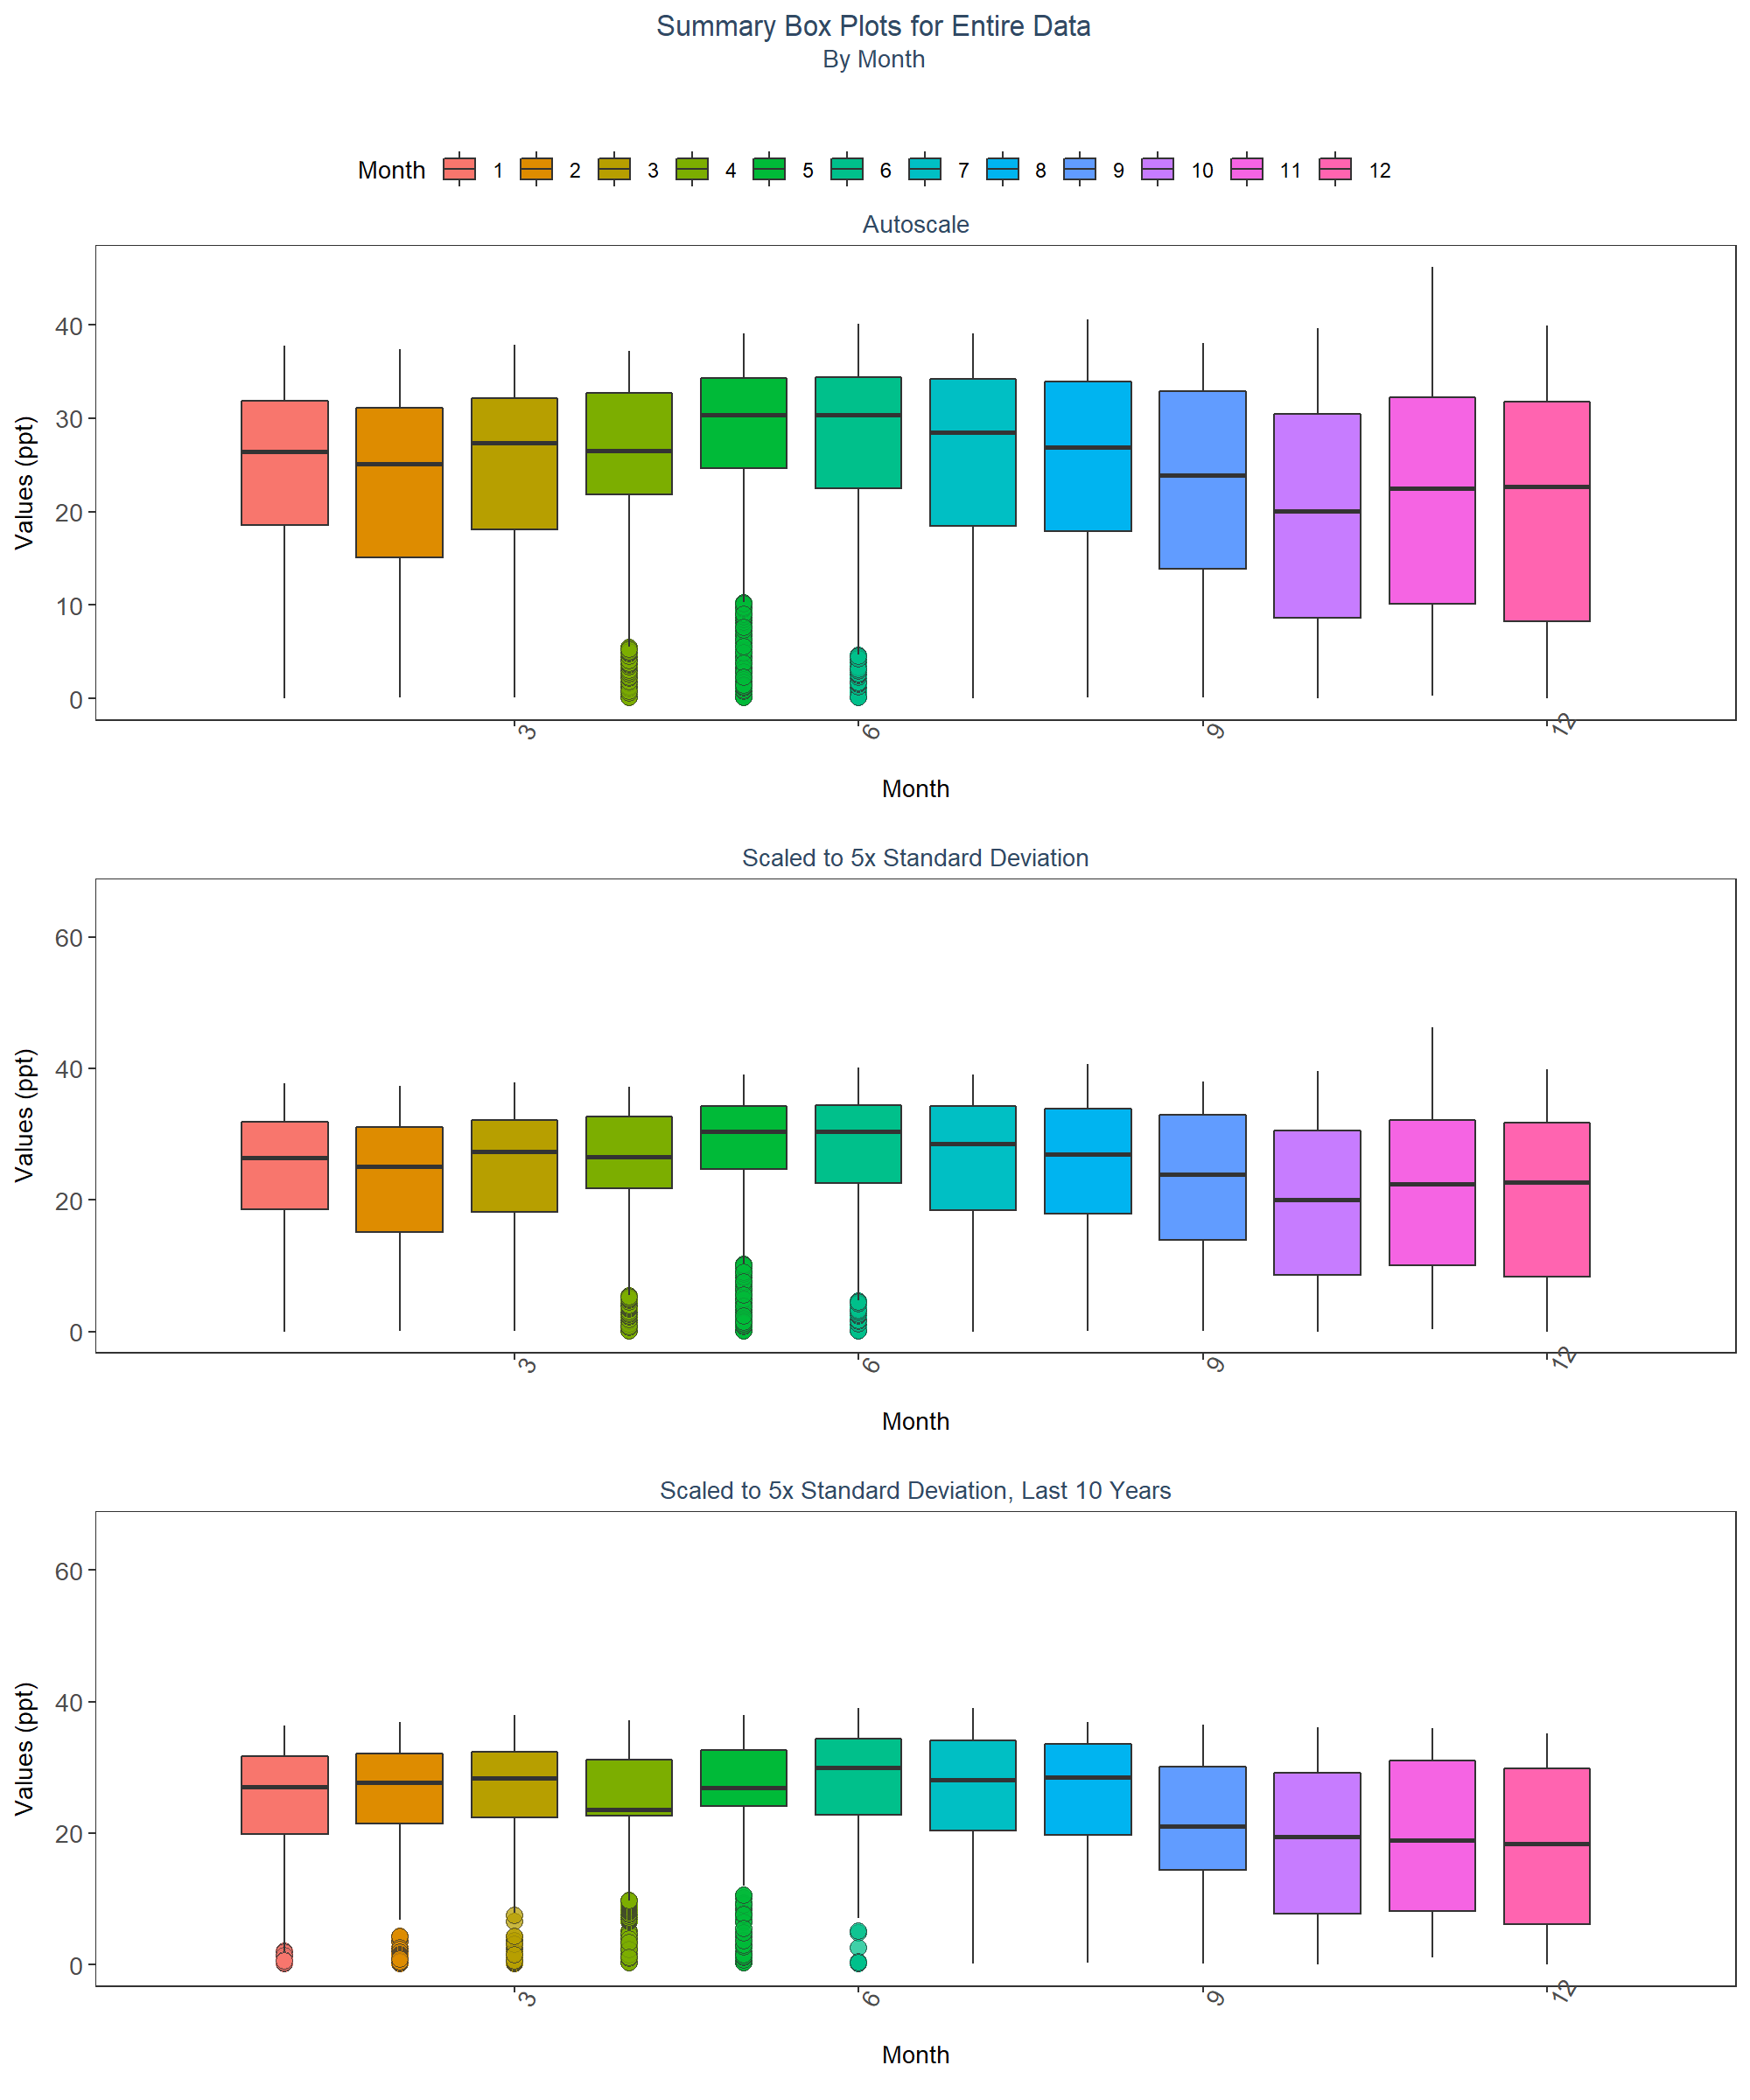 Summary Box Plots for Entire Data
By Month
Month 1 2 3 4 5 6 7 8 9 10 11 12
Autoscale
Values (ppt)
40
30
20
10
0
3 6 9 12
Month
Scaled to 5x Standard Deviation
Values (ppt)
60
40
20
0
3 6 9 12
Month
Scaled to 5x Standard Deviation, Last 10 Years
Values (ppt)
60
40
20
0
3 6 9 12
Month